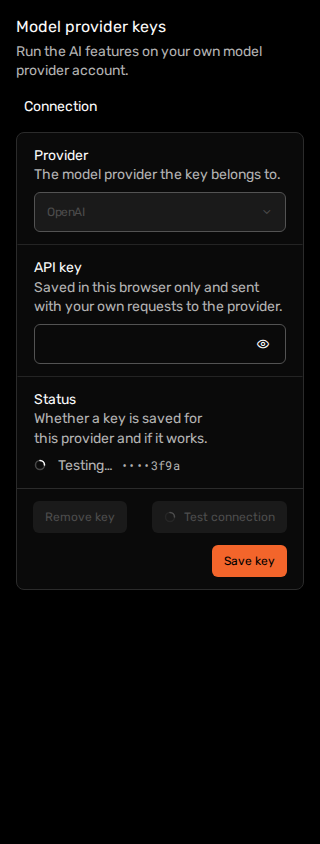 Model provider keys
Run the AI features on your own model
provider account.
Connection
Provider
The model provider the key belongs to.
OpenAI
API key
Saved in this browser only and sent
with your own requests to the provider.
Status
Whether a key is saved for
this provider and if it works.
Testing… ••••3f9a
Remove key
Test connection
Save key